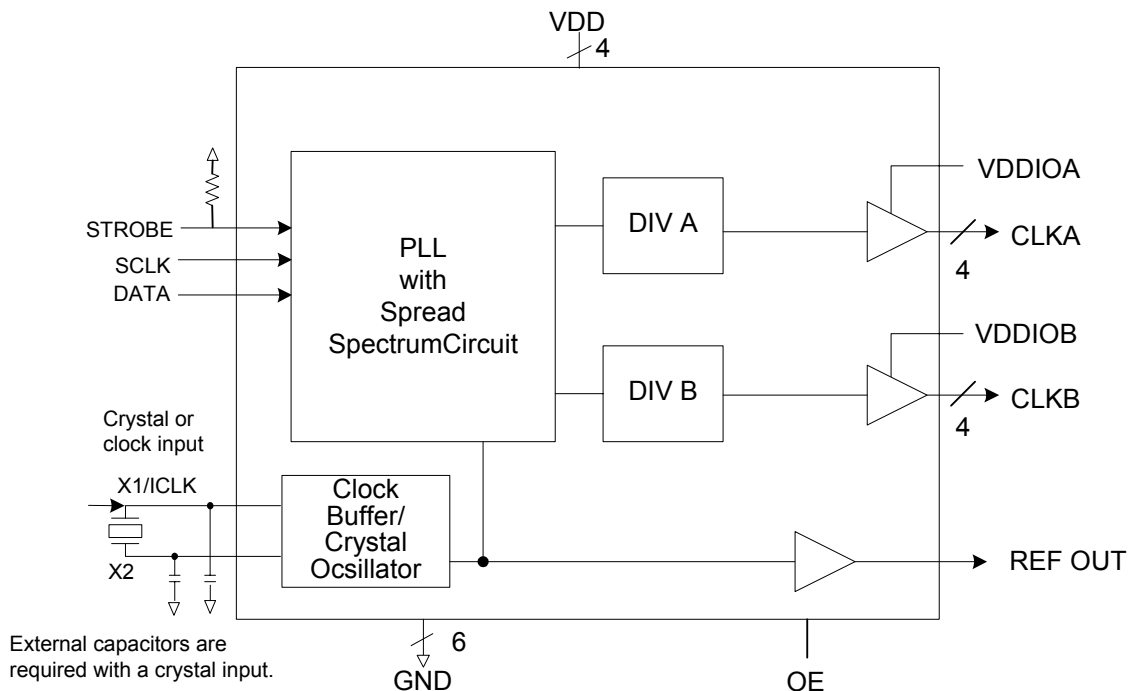 VDD
4
STROBE
SCLK
DATA
PLL
with
Spread
SpectrumCircuit
DIV A
VDDIOA
CLKA
4
DIV B
VDDIOB
CLKB
4
Crystal or
clock input
X1/ICLK
X2
Clock
Buffer/
Crystal
Ocsillator
REF OUT
External capacitors are
required with a crystal input.
6
GND
OE